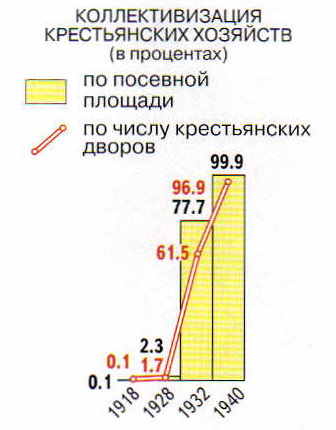 КОЛЛЕКТИВИЗАЦИЯ
КРЕСТЬЯНСКИХ ХОЗЯЙСТВ
(в процентах)
по посевной
площади
по числу крестьянских
дворов
99.9
96.9
77.7
61.5
2.3
0.1 1.7
0.1
1918 1928 1932 1940